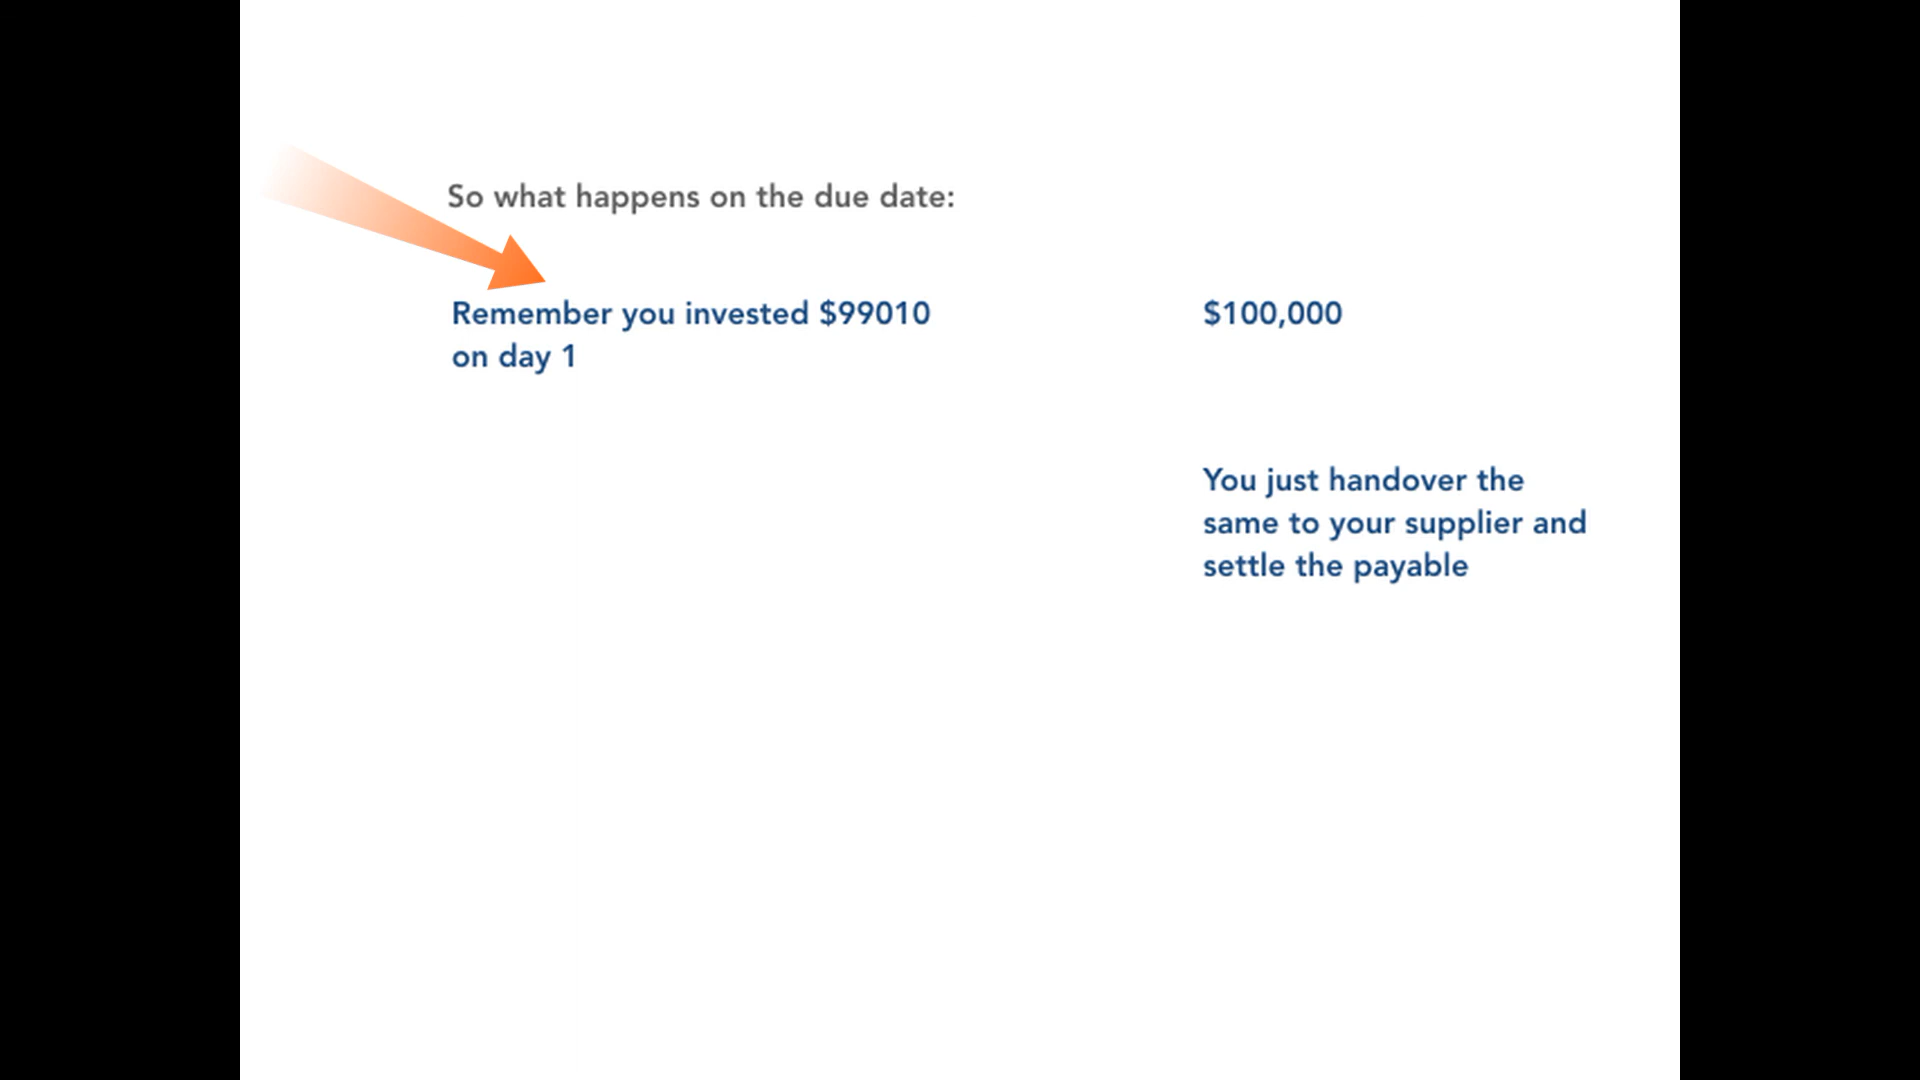 So what happens on the due date:
Remember you invested $99010
on day 1
$100,000
You just handover the
same to your supplier and
settle the payable